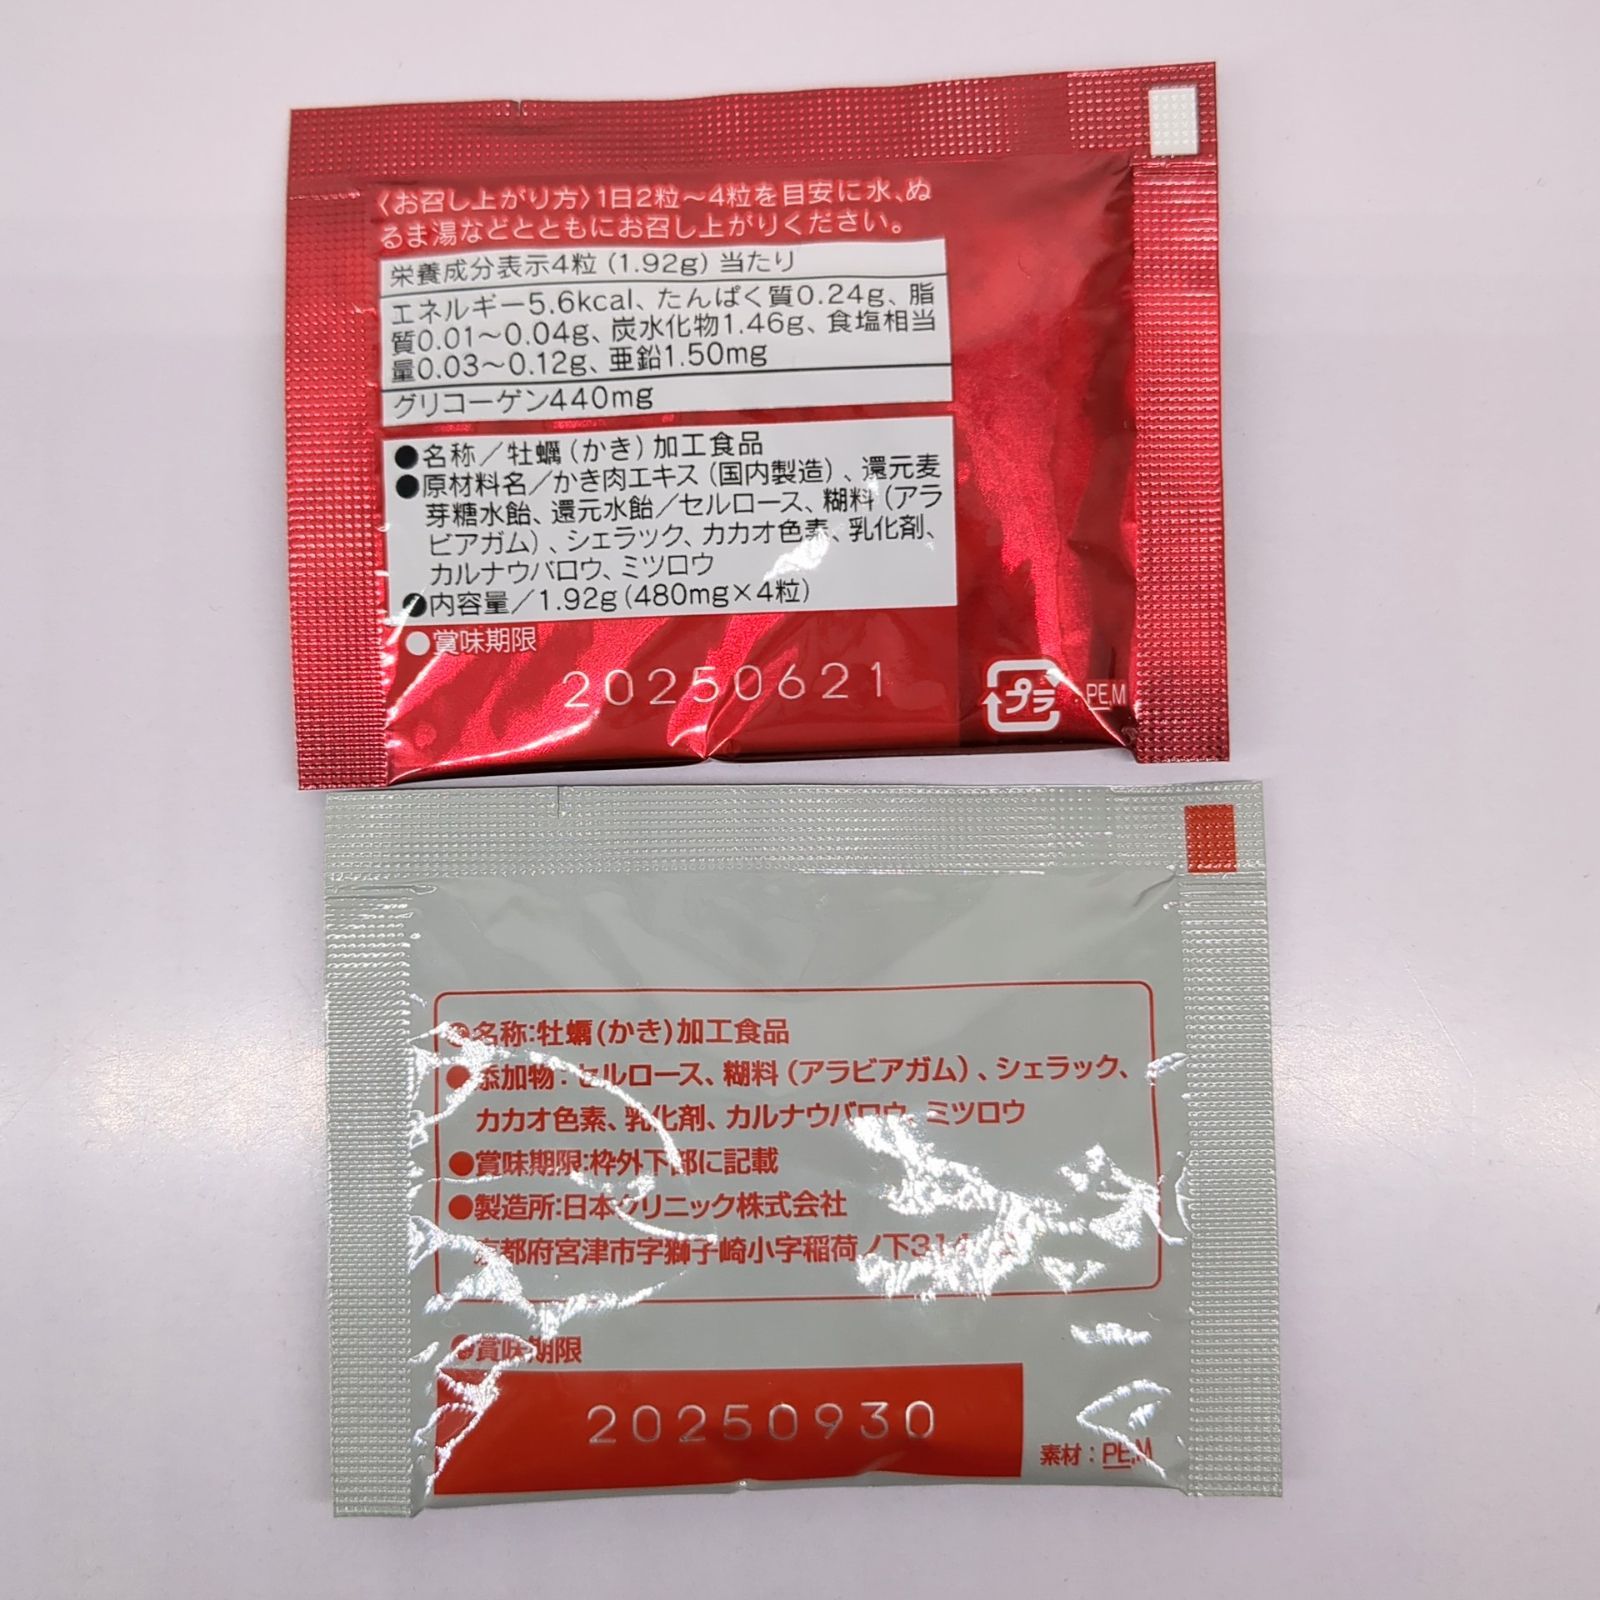 〈お召し上がり方〉1日2粒～4粒を目安に水、ぬ
るま湯などとともにお召し上がりください。
栄養成分表示4粒(1.92g)当たり
エネルギー5.6kcal、たんぱく質0.24g、脂
質0.01～0.04g、炭水化物1.46g、食塩相当
量0.03～0.12g、亜鉛1.50mg
グリコーゲン440mg
●名称／牡蠣(かき)加工食品
●原材料名／かき肉エキス(国内製造)、還元麦
芽糖水飴、還元水飴／セルロース、糊料(アラ
ビアガム)、シェラック、カカオ色素、乳化剤、
カルナウバロウ、ミツロウ
●内容量／1.92g(480mg×4粒)
●賞味期限
20250621
プラ
PE,M
●名称:牡蠣(かき)加工食品
●添加物:セルロース、糊料(アラビアガム)、シェラック、
カカオ色素、乳化剤、カルナウバロウ、ミツロウ
●賞味期限:枠外下部に記載
●製造所:日本クリニック株式会社
京都府宮津市字獅子崎小字稲荷ノ下
●賞味期限
20250930
素材:PE,M